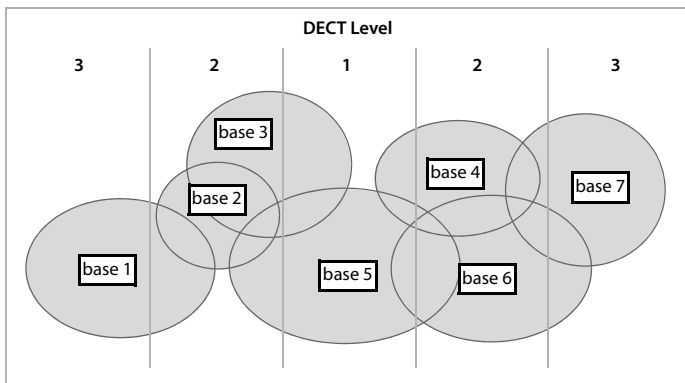 DECT Level
3 2 1 2 3
base 3
base 4
base 7
base 2
base 1
base 5
base 6